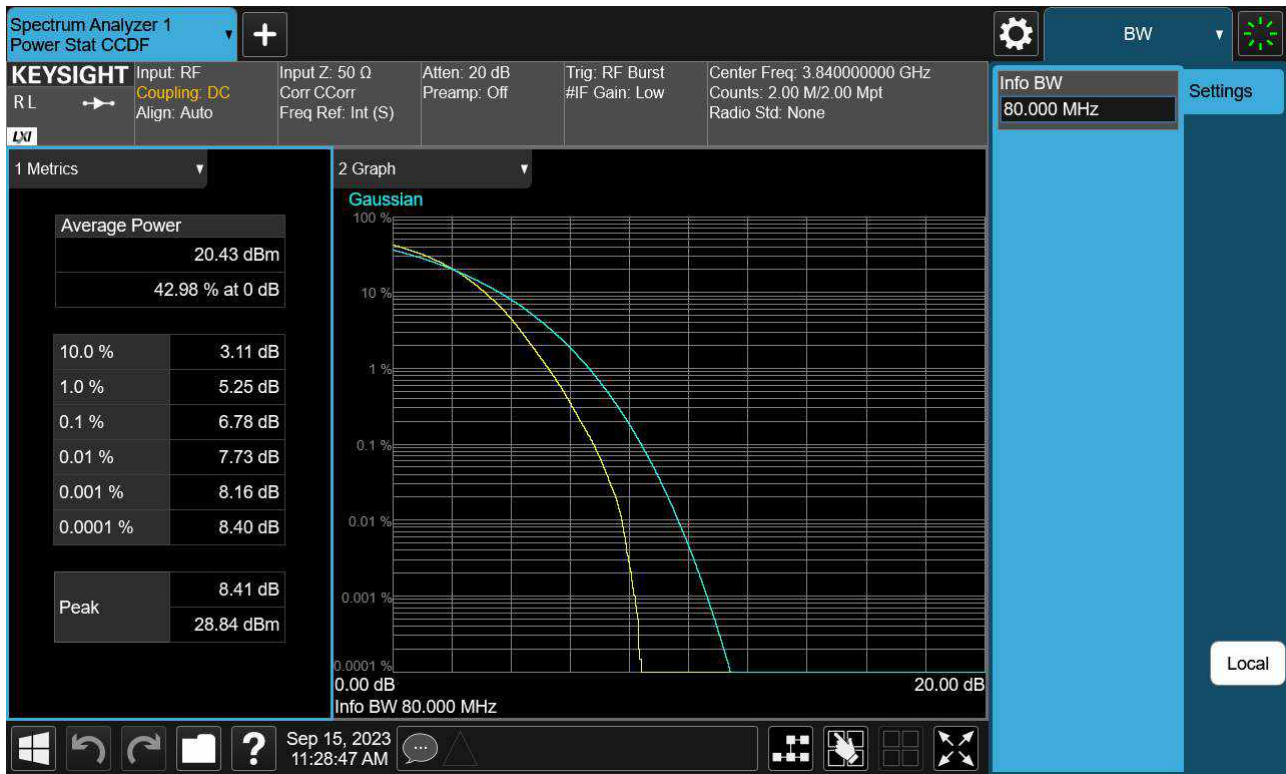 Spectrum Analyzer 1
Power Stat CCDF
▼
+
BW
▼
KEYSIGHT
RL
LXI
Input: RF
Coupling: DC
Align: Auto
Input Z: 50 Ω
Corr CCorr
Freq Ref: Int (S)
Atten: 20 dB
Preamp: Off
Trig: RF Burst
#IF Gain: Low
Center Freq: 3.840000000 GHz
Counts: 2.00 M/2.00 Mpt
Radio Std: None
Info BW
80.000 MHz
Settings
1 Metrics ▼
Average Power
20.43 dBm
42.98 % at 0 dB
10.0 % 3.11 dB
1.0 % 5.25 dB
0.1 % 6.78 dB
0.01 % 7.73 dB
0.001 % 8.16 dB
0.0001 % 8.40 dB
Peak
8.41 dB
28.84 dBm
2 Graph ▼
Gaussian
100 %
10 %
1 %
0.1 %
0.01 %
0.001 %
0.0001 %
0.00 dB 20.00 dB
Info BW 80.000 MHz
Local
?
Sep 15, 2023
11:28:47 AM